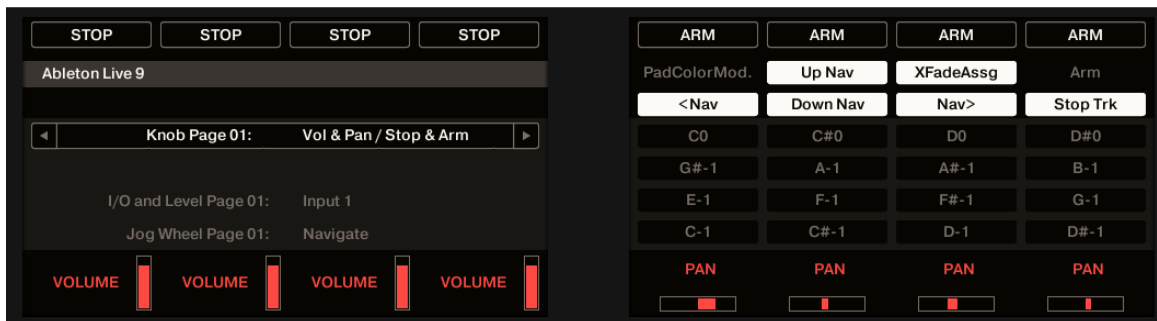 STOP STOP STOP STOP
Ableton Live 9
Knob Page 01: Vol & Pan / Stop & Arm
I/O and Level Page 01: Input 1
Jog Wheel Page 01: Navigate
VOLUME VOLUME VOLUME VOLUME
ARM ARM ARM ARM
PadColorMod. Up Nav XFadeAssg Arm
<Nav Down Nav Nav> Stop Trk
C0 C#0 D0 D#0
G#-1 A-1 A#-1 B-1
E-1 F-1 F#-1 G-1
C-1 C#-1 D-1 D#-1
PAN PAN PAN PAN